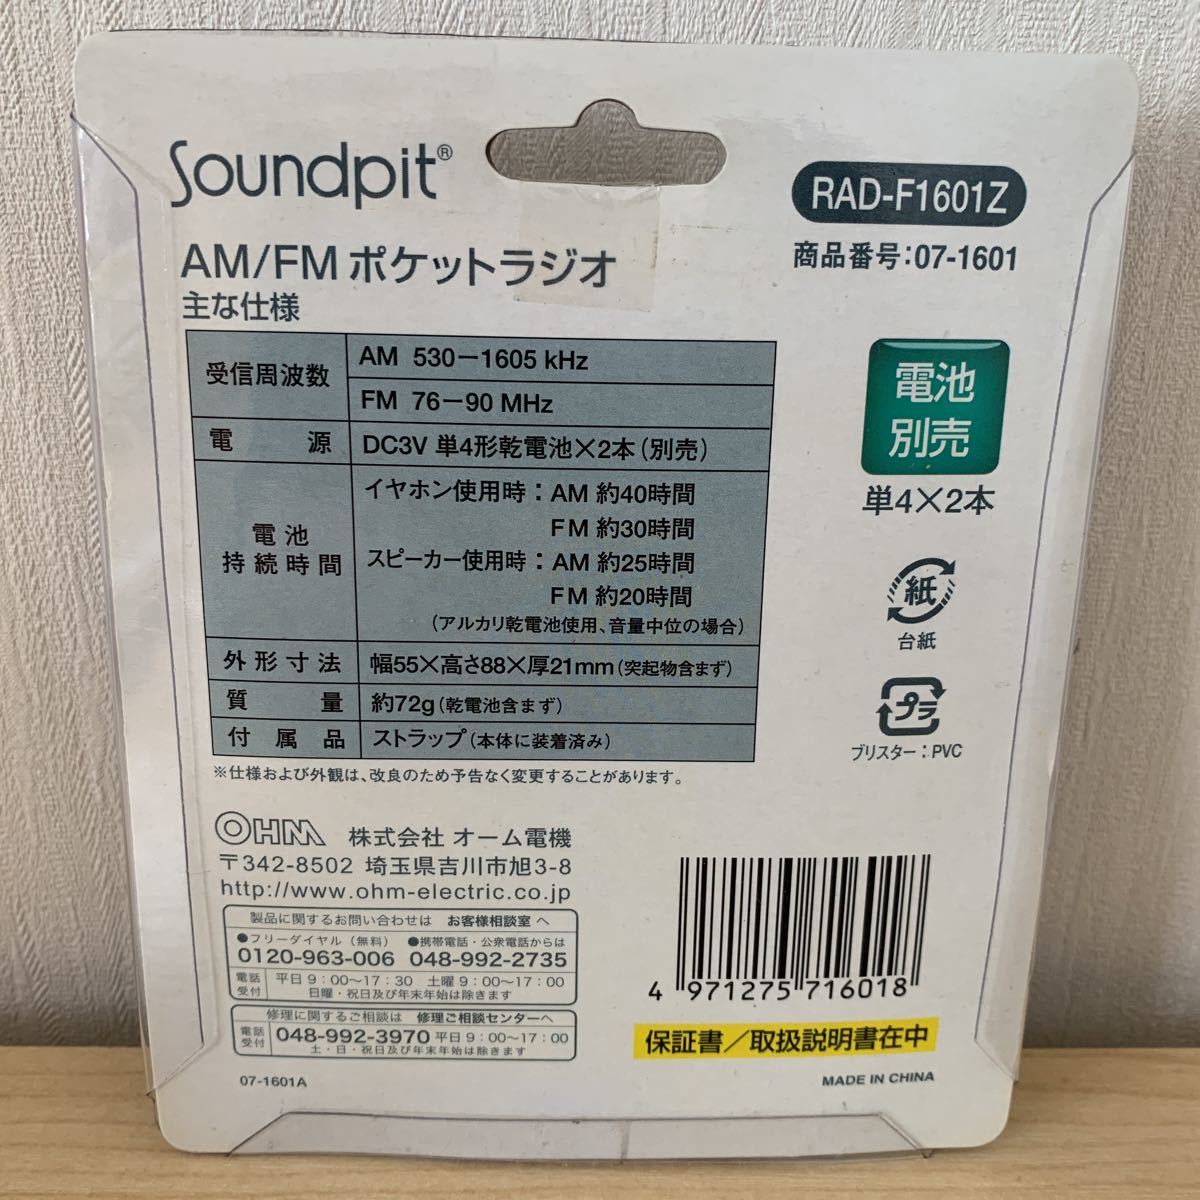 Soundpit®
RAD-F1601Z
商品番号:07-1601
AM/FM ポケットラジオ
主な仕様
受信周波数
AM 530－1605 kHz
FM 76－90 MHz
電源
DC3V 単4形乾電池×2本(別売)
電池
持続時間
イヤホン使用時：AM 約40時間
FM 約30時間
スピーカー使用時：AM 約25時間
FM 約20時間
(アルカリ乾電池使用、音量中位の場合)
外形寸法
幅55×高さ88×厚21mm(突起物含まず)
質量
約72g(乾電池含まず)
付属品
ストラップ(本体に装着済み)
※仕様および外観は、改良のため予告なく変更することがあります。
電池
別売
単4×2本
紙
台紙
プラ
ブリスター：PVC
OHM 株式会社 オーム電機
〒342-8502 埼玉県吉川市旭3-8
http://www.ohm-electric.co.jp
製品に関するお問い合わせは お客様相談室 へ
●フリーダイヤル（無料） ●携帯電話・公衆電話からは
0120-963-006 048-992-2735
電話
受付
平日 9：00〜17：30 土曜 9：00〜17：00
日曜・祝日及び年末年始は除きます
修理に関するご相談は 修理ご相談センターへ
電話
受付
048-992-3970 平日 9：00〜17：00
土・日・祝日及び年末年始は除きます
07-1601A
4 971275 716018
保証書／取扱説明書在中
MADE IN CHINA